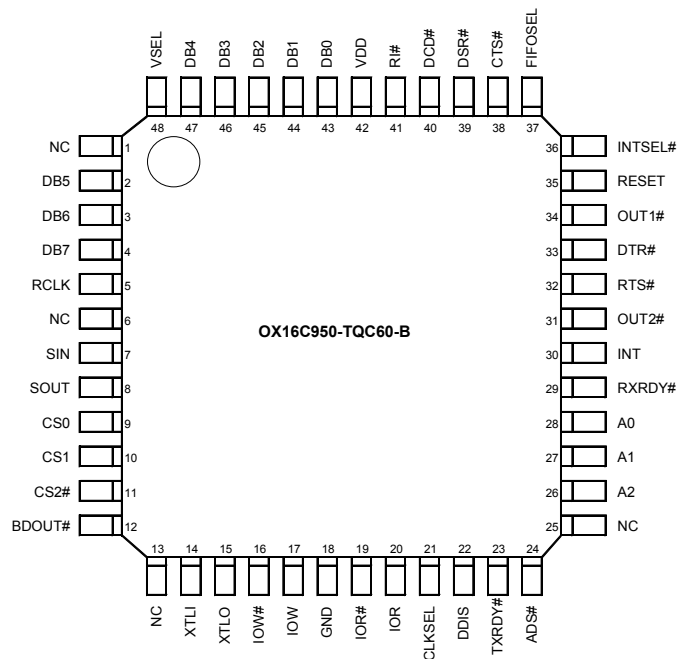 VSEL DB4 DB3 DB2 DB1 DB0 VDD RI# DCD# DSR# CTS# FIFOSEL
48 47 46 45 44 43 42 41 40 39 38 37
NC 1 36 INTSEL#
DB5 2 35 RESET
DB6 3 34 OUT1#
DB7 4 33 DTR#
RCLK 5 32 RTS#
OX16C950-TQC60-B
NC 6 31 OUT2#
SIN 7 30 INT
SOUT 8 29 RXRDY#
CS0 9 28 A0
CS1 10 27 A1
CS2# 11 26 A2
BDOUT# 12 25 NC
13 14 15 16 17 18 19 20 21 22 23 24
NC XTLI XTLO IOW# IOW GND IOR# IOR CLKSEL DDIS TXRDY# ADS#